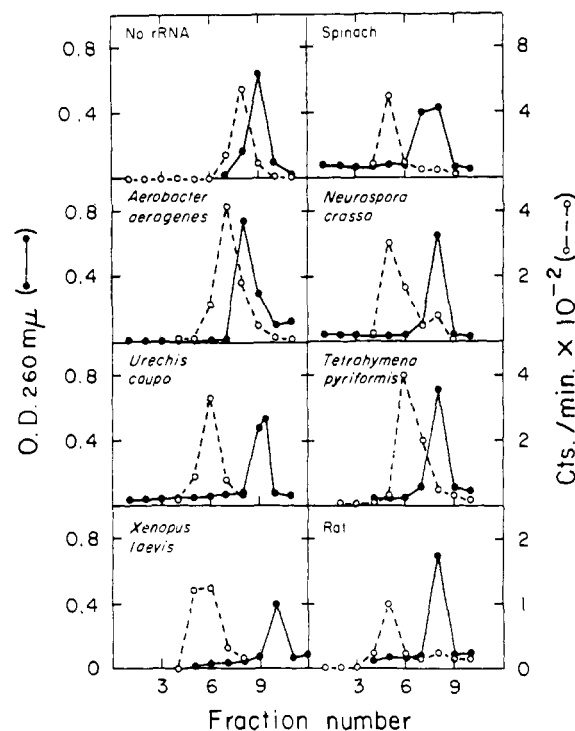 No rRNA
Spinach
0.8
0.4
8
4
Aerobacter
aerogenes
Neurospora
crassa
0.8
0.4
4
2
Urechis
caupo
Tetrahymena
pyriformis
0.8
0.4
4
2
Xenopus
laevis
Rat
0.8
0.4
0
2
1
0
3 6 9 3 6 9
Fraction number
O.D. 260 mμ (●—●)
Cts./min. × 10⁻² (○---○)